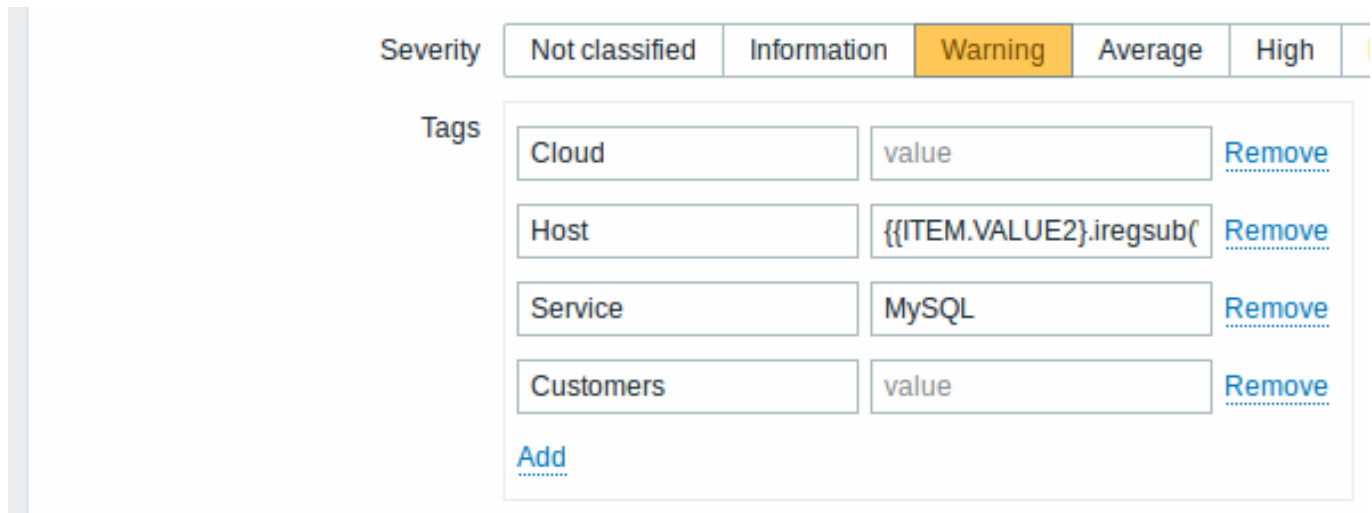 Severity Not classified Information Warning Average High
Tags
Cloud value Remove
Host {{ITEM.VALUE2}.iregsub( Remove
Service MySQL Remove
Customers value Remove
Add